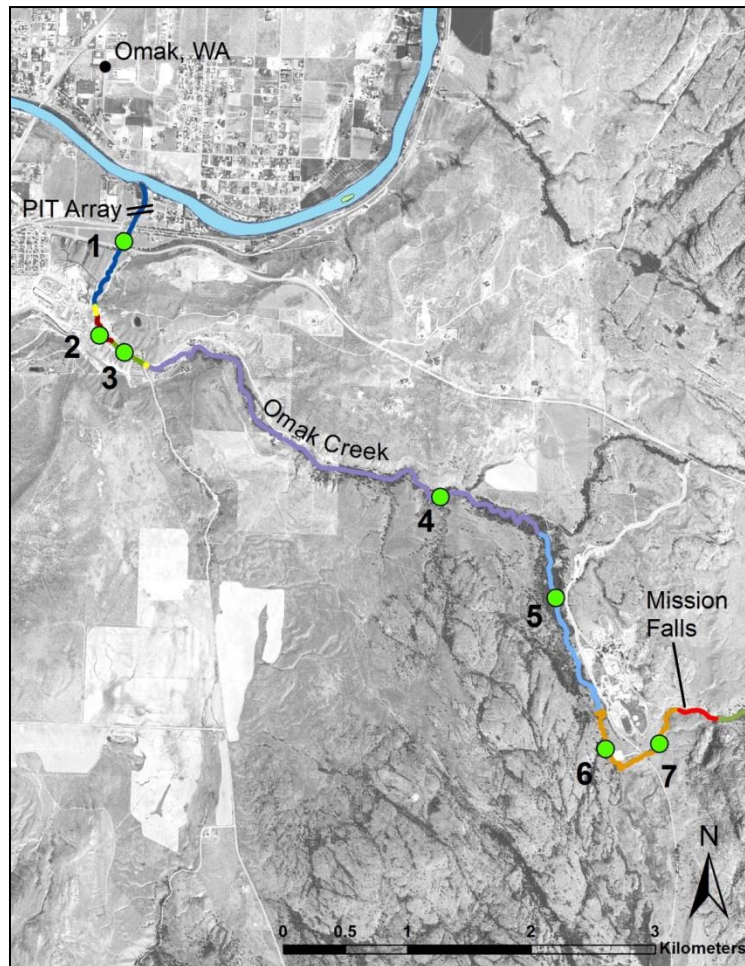 Omak, WA
PIT Array
1
2
3
Omak Creek
4
5
Mission
Falls
6
7
N
0 0.5 1 2 3
Kilometers